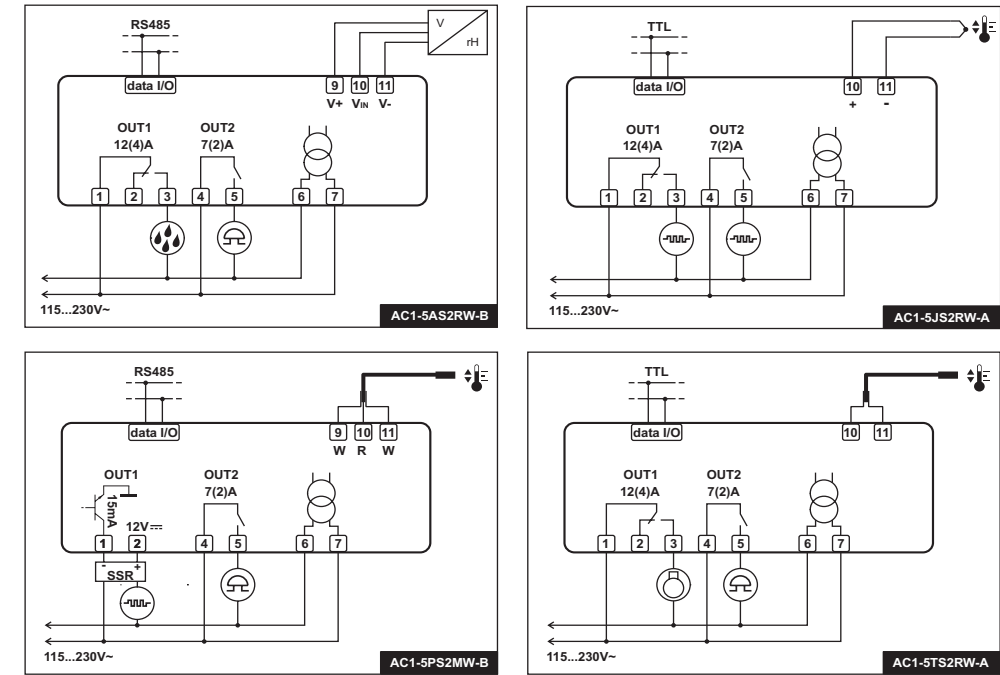 RS485
V
rH
data I/O
9 10 11
V+ VIN V-
OUT1 OUT2
12(4)A 7(2)A
1 2 3 4 5 6 7
115...230V~
AC1-5AS2RW-B
TTL
data I/O
10 11
+ -
OUT1 OUT2
12(4)A 7(2)A
1 2 3 4 5 6 7
115...230V~
AC1-5JS2RW-A
RS485
data I/O
9 10 11
W R W
OUT1 OUT2
7(2)A
15mA
12V
1 2 4 5 6 7
- +
SSR
115...230V~
AC1-5PS2MW-B
TTL
data I/O
10 11
OUT1 OUT2
12(4)A 7(2)A
1 2 3 4 5 6 7
115...230V~
AC1-5TS2RW-A